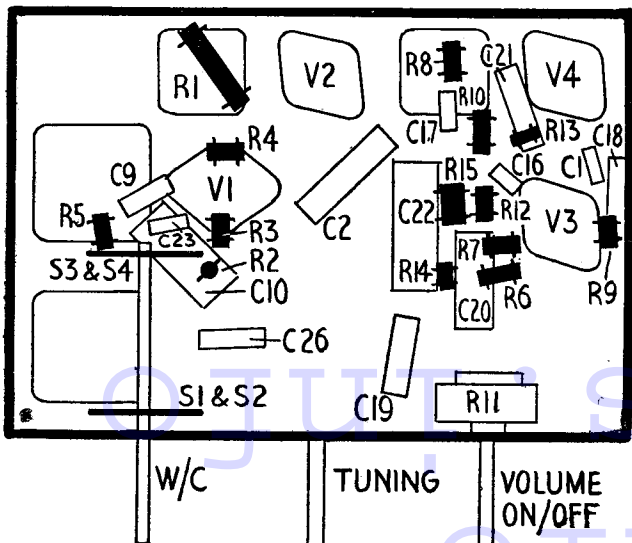 R1
V2
R8
C21
V4
R10
C17
R13
C18
R4
C9
V1
C2
R15
C16
C1
R5
C23
R3
C22
R12
V3
S3 & S4
R2
R7
C10
R14
R6
R9
C20
C26
S1 & S2
C19
R11
W/C
TUNING
VOLUME
ON/OFF